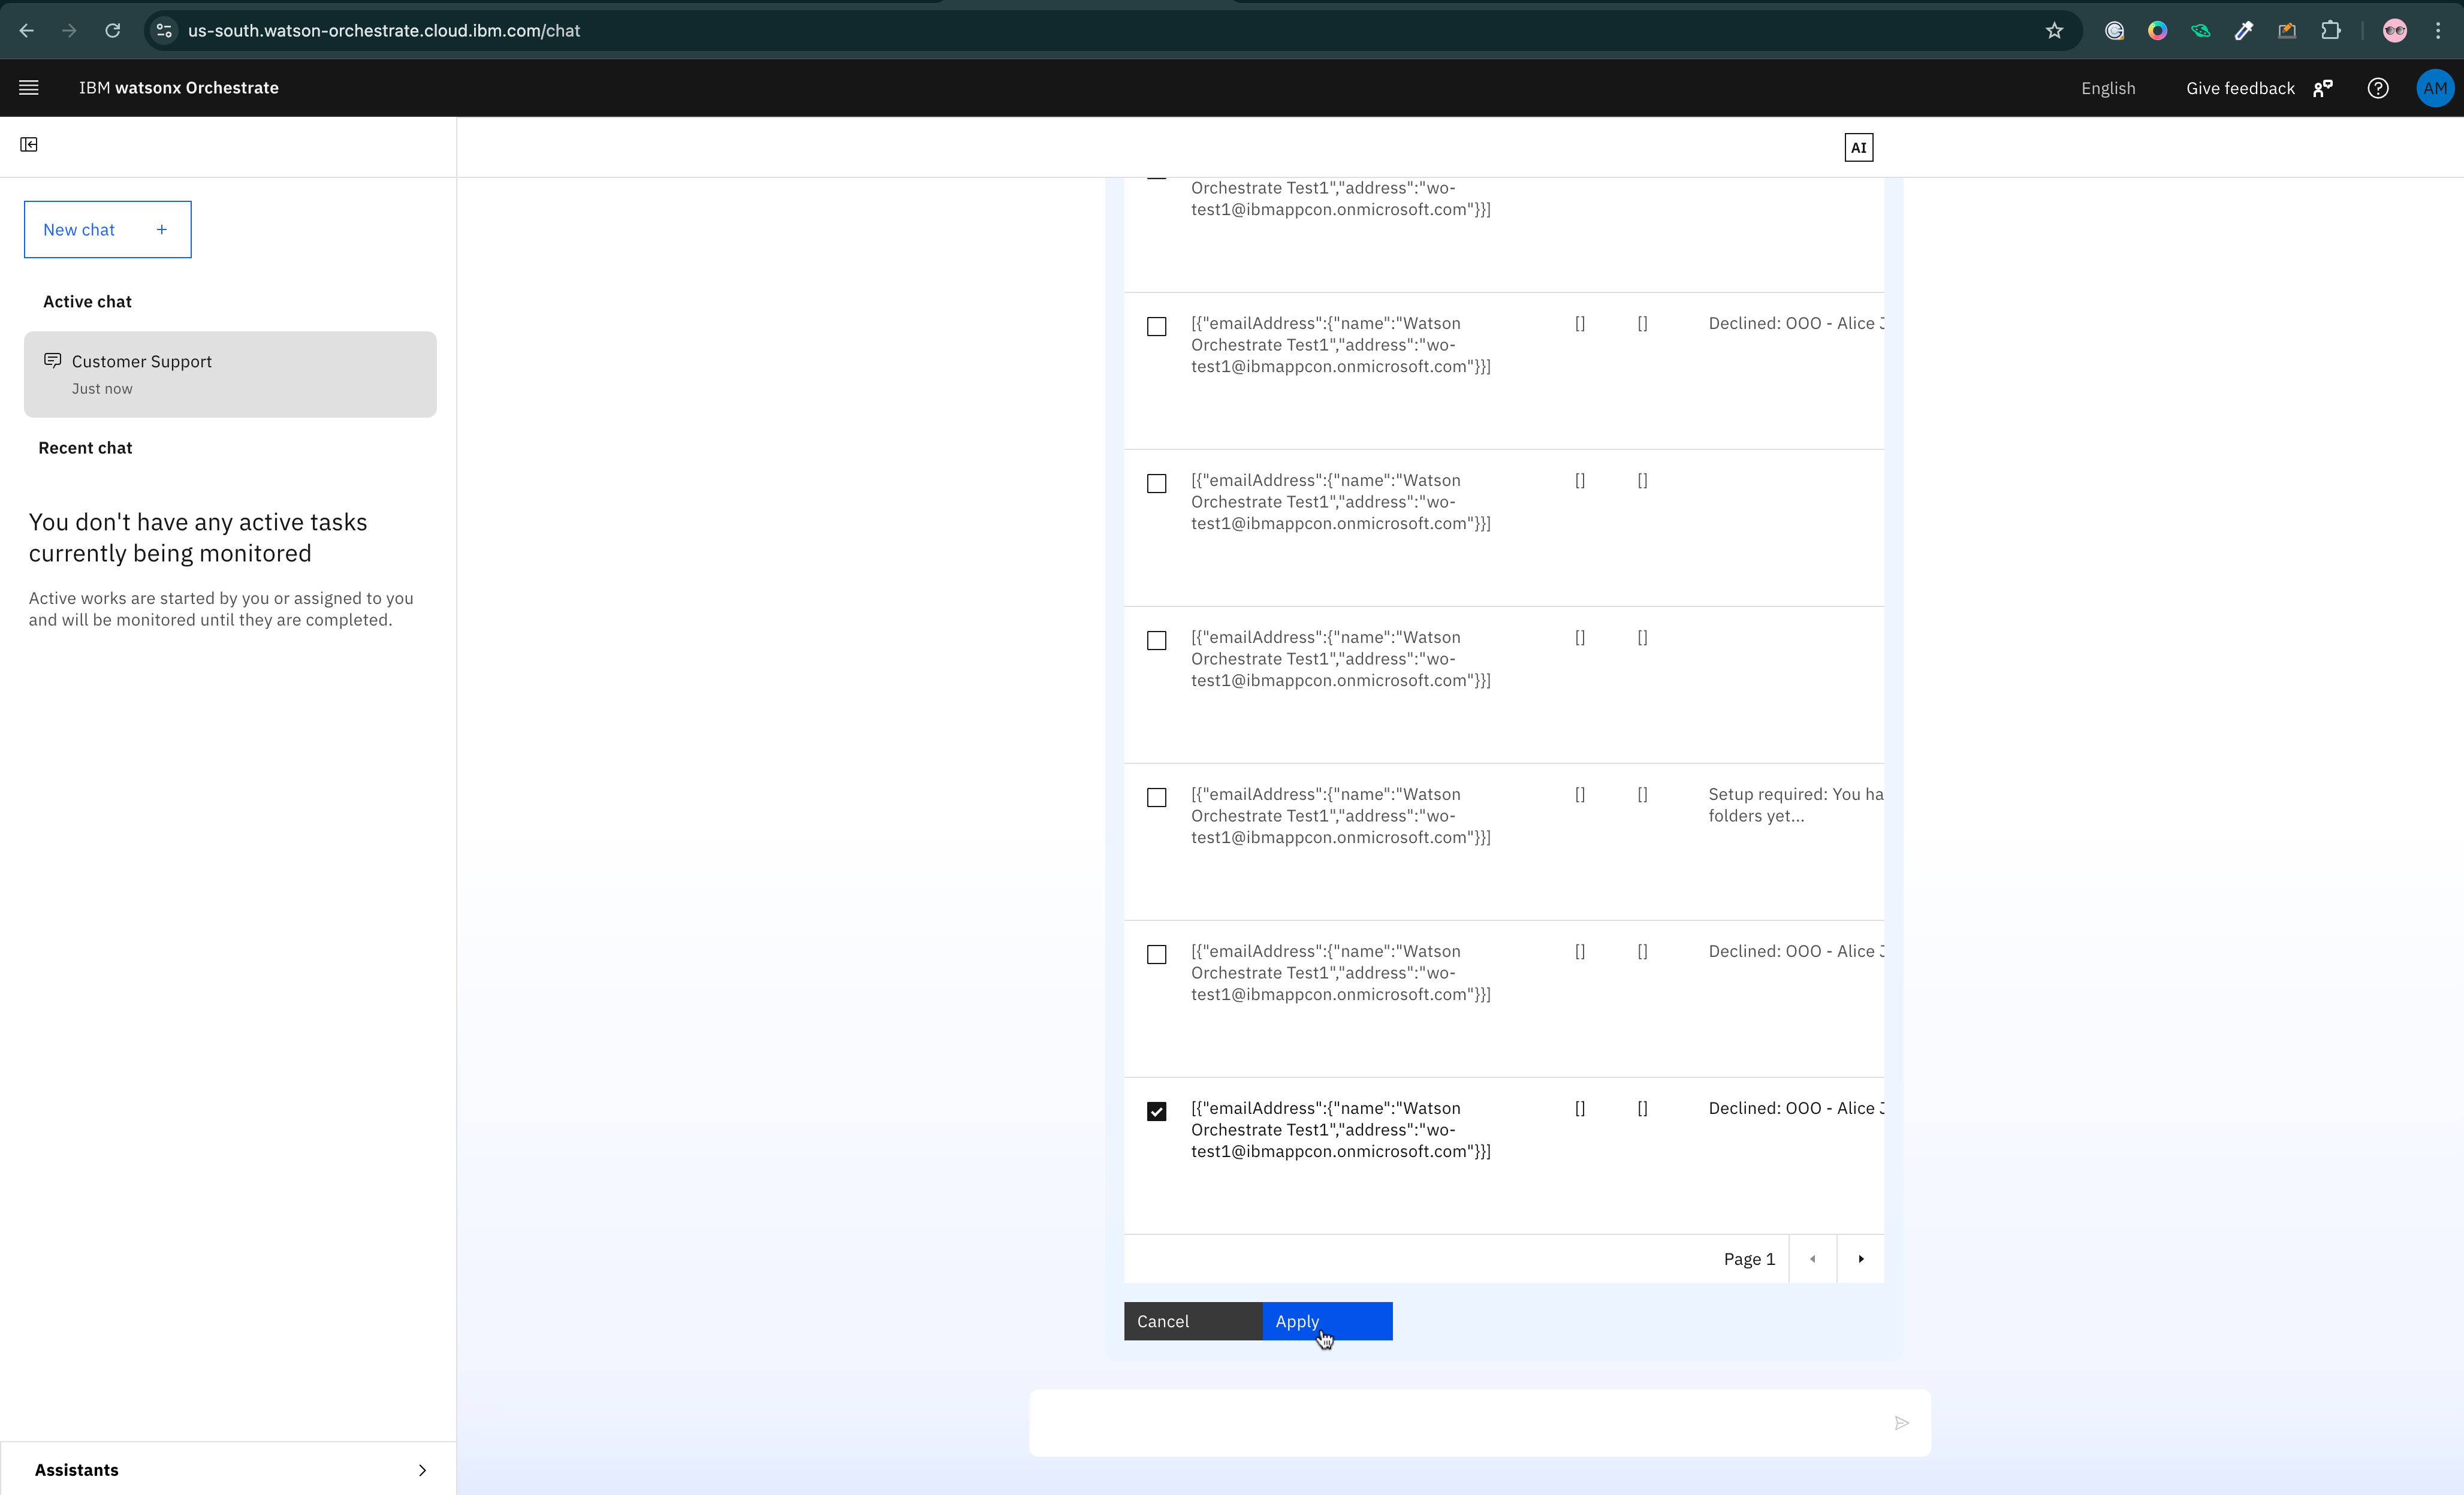 us-south.watson-orchestrate.cloud.ibm.com/chat
IBM watsonx Orchestrate
English
Give feedback
AM
AI
New chat +
Active chat
Customer Support
Just now
Recent chat
You don't have any active tasks
currently being monitored
Active works are started by you or assigned to you
and will be monitored until they are completed.
Assistants
Orchestrate Test1","address":"wo-
test1@ibmappcon.onmicrosoft.com"}}]
[{"emailAddress":{"name":"Watson [] [] Declined: OOO - Alice J
Orchestrate Test1","address":"wo-
test1@ibmappcon.onmicrosoft.com"}}]
[{"emailAddress":{"name":"Watson [] []
Orchestrate Test1","address":"wo-
test1@ibmappcon.onmicrosoft.com"}}]
[{"emailAddress":{"name":"Watson [] []
Orchestrate Test1","address":"wo-
test1@ibmappcon.onmicrosoft.com"}}]
[{"emailAddress":{"name":"Watson [] [] Setup required: You ha
Orchestrate Test1","address":"wo- folders yet...
test1@ibmappcon.onmicrosoft.com"}}]
[{"emailAddress":{"name":"Watson [] [] Declined: OOO - Alice J
Orchestrate Test1","address":"wo-
test1@ibmappcon.onmicrosoft.com"}}]
[{"emailAddress":{"name":"Watson [] [] Declined: OOO - Alice J
Orchestrate Test1","address":"wo-
test1@ibmappcon.onmicrosoft.com"}}]
Page 1
Cancel
Apply